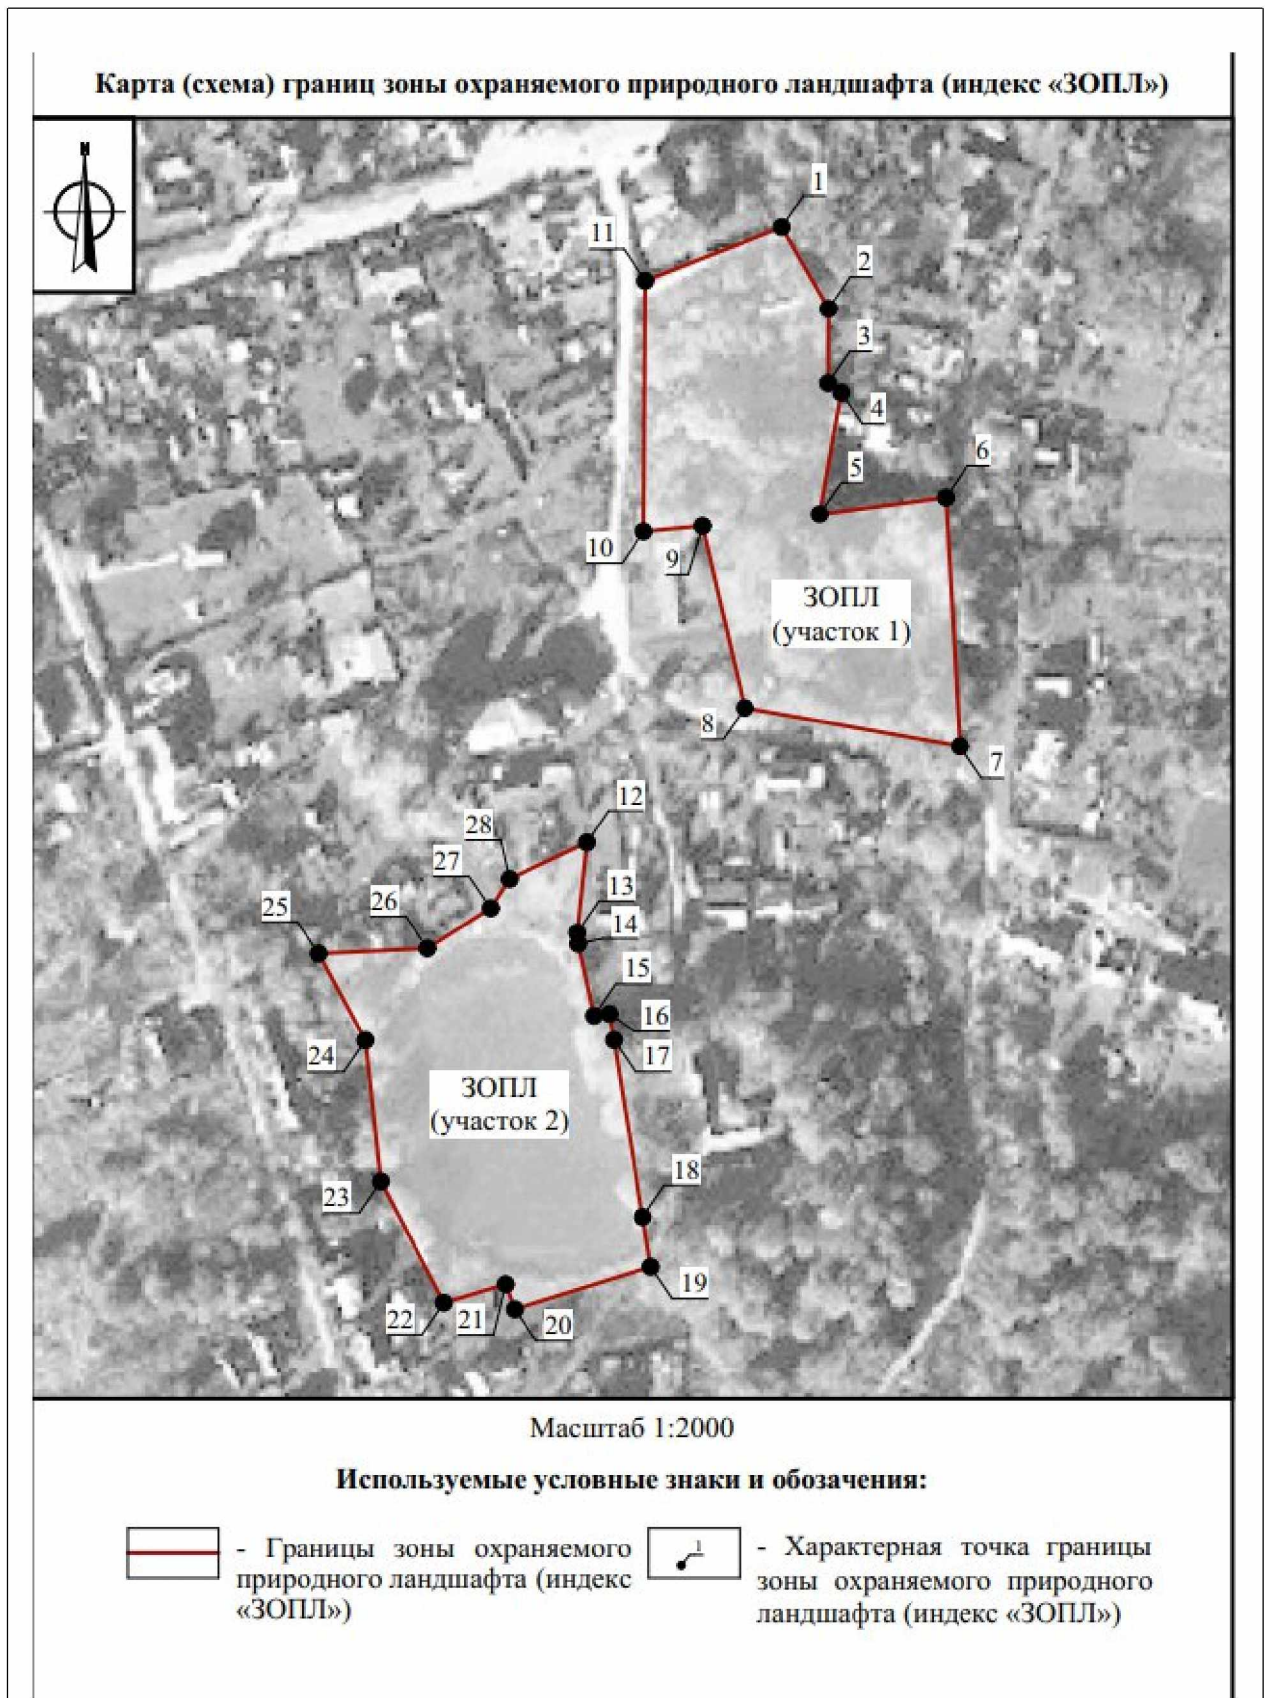 Карта (схема) границ зоны охраняемого природного ландшафта (индекс «ЗОПЛ»)
N
1
11
2
3
4
6
5
10
9
ЗОПЛ
(участок 1)
8
7
12
28
27
13
26
25
14
15
16
24
17
ЗОПЛ
(участок 2)
18
23
19
22
21
20
Масштаб 1:2000
Используемые условные знаки и обозачения:
- Границы зоны охраняемого
природного ландшафта (индекс
«ЗОПЛ»)
1
- Характерная точка границы
зоны охраняемого природного
ландшафта (индекс «ЗОПЛ»)